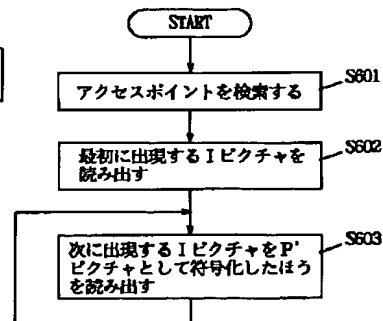 START
アクセスポイントを検索する
S601
最初に出現するIピクチャを
読み出す
S602
次に出現するIピクチャをP'
ピクチャとして符号化したほう
を読み出す
S603